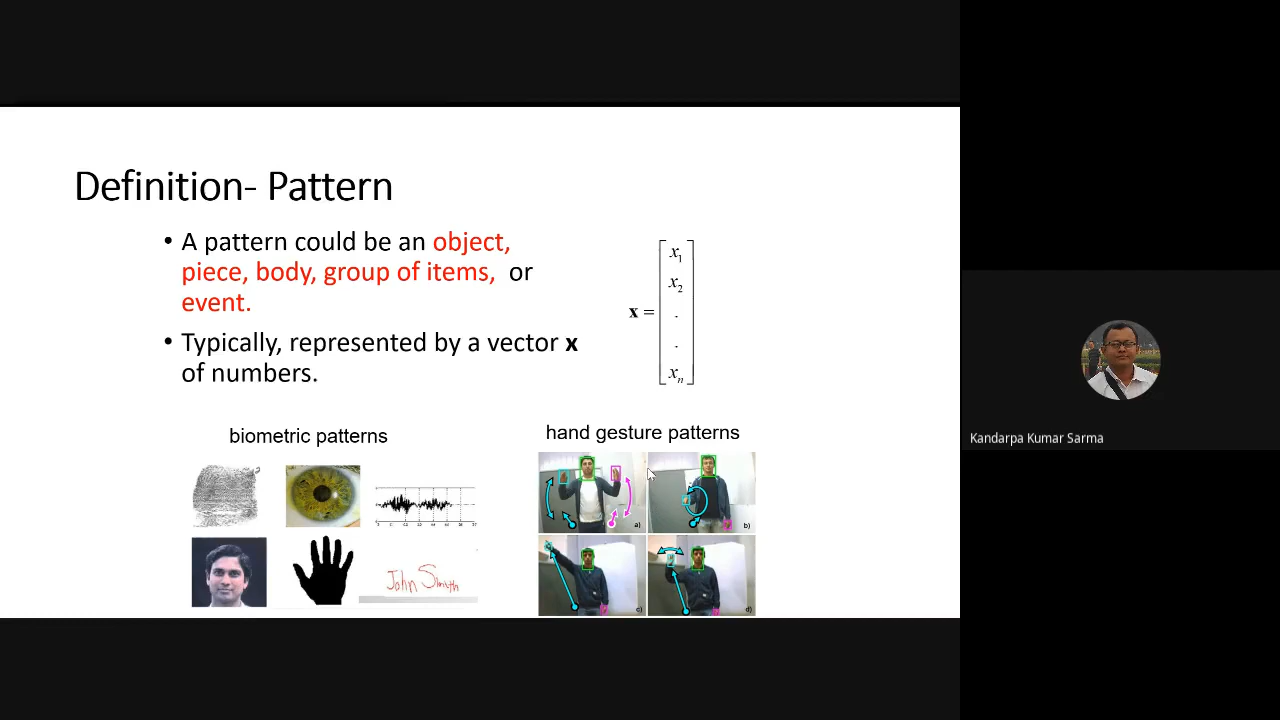 Definition- Pattern
• A pattern could be an object,
piece, body, group of items, or
event.
• Typically, represented by a vector x
of numbers.
x =
x1
x2
.
.
xn
biometric patterns
hand gesture patterns
a)
b)
John Smyth
c)
d)
Kandarpa Kumar Sarma